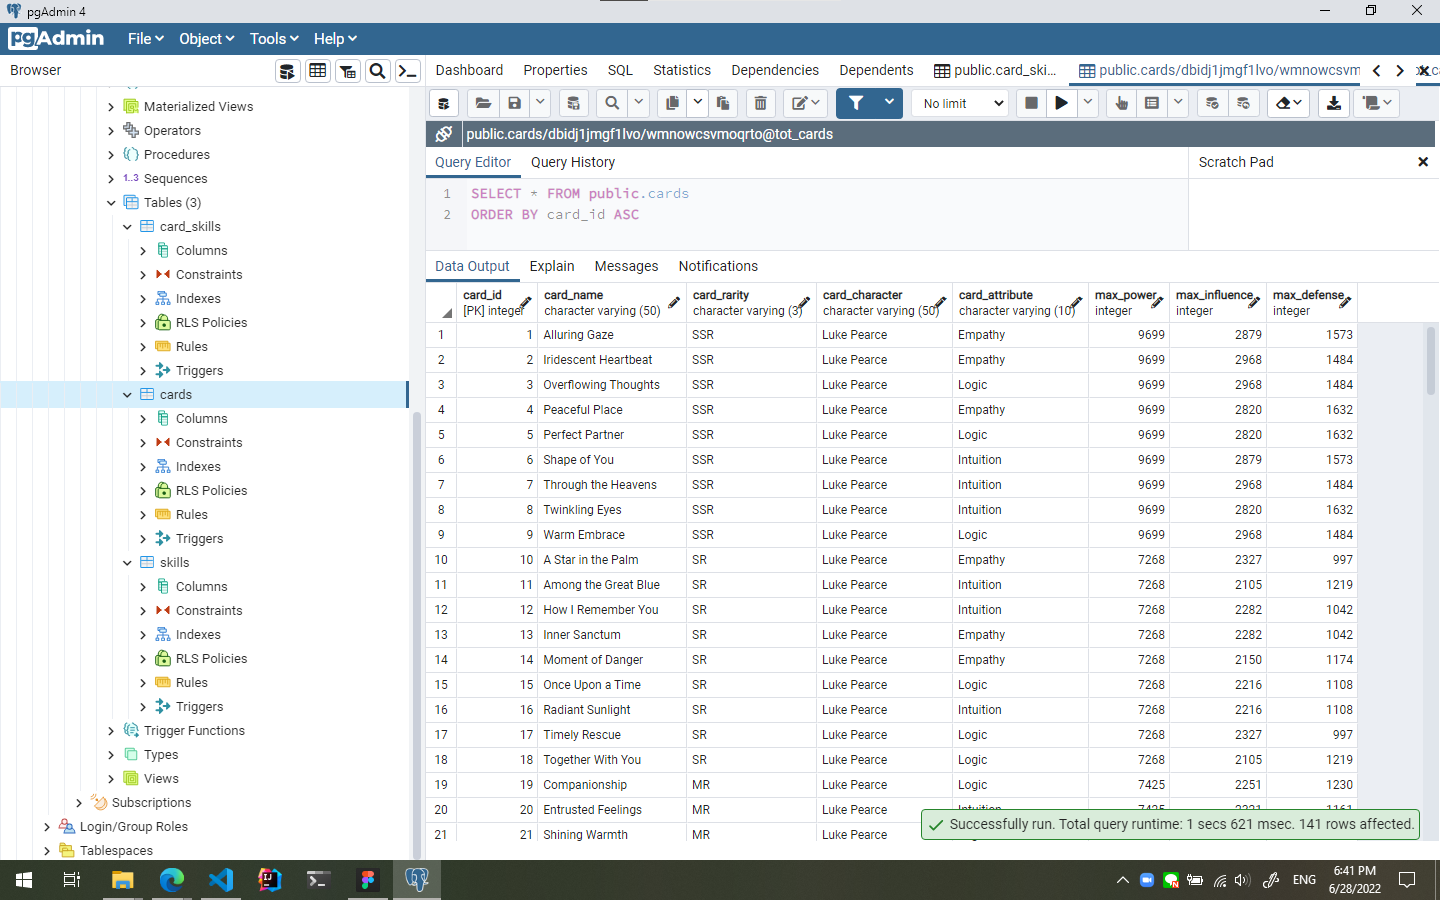 pgAdmin 4
pgAdmin File Object Tools Help
Browser
Dashboard Properties SQL Statistics Dependencies Dependents public.card_ski... public.cards/dbidj1jmgf1lvo/wmnowcsvm
No limit
public.cards/dbidj1jmgf1lvo/wmnowcsvmoqrto@tot_cards
Query Editor Query History Scratch Pad
1 SELECT * FROM public.cards
2 ORDER BY card_id ASC
Data Output Explain Messages Notifications
Materialized Views
Operators
Procedures
1..3 Sequences
Tables (3)
card_skills
Columns
Constraints
Indexes
RLS Policies
Rules
Triggers
cards
Columns
Constraints
Indexes
RLS Policies
Rules
Triggers
skills
Columns
Constraints
Indexes
RLS Policies
Rules
Triggers
Trigger Functions
Types
Views
Subscriptions
Login/Group Roles
Tablespaces
card_id card_name card_rarity card_character card_attribute max_power max_influence max_defense
[PK] integer character varying (50) character varying (3) character varying (50) character varying (10) integer integer integer
1 1 Alluring Gaze SSR Luke Pearce Empathy 9699 2879 1573
2 2 Iridescent Heartbeat SSR Luke Pearce Empathy 9699 2968 1484
3 3 Overflowing Thoughts SSR Luke Pearce Logic 9699 2968 1484
4 4 Peaceful Place SSR Luke Pearce Empathy 9699 2820 1632
5 5 Perfect Partner SSR Luke Pearce Logic 9699 2820 1632
6 6 Shape of You SSR Luke Pearce Intuition 9699 2879 1573
7 7 Through the Heavens SSR Luke Pearce Intuition 9699 2968 1484
8 8 Twinkling Eyes SSR Luke Pearce Intuition 9699 2820 1632
9 9 Warm Embrace SSR Luke Pearce Logic 9699 2968 1484
10 10 A Star in the Palm SR Luke Pearce Empathy 7268 2327 997
11 11 Among the Great Blue SR Luke Pearce Intuition 7268 2105 1219
12 12 How I Remember You SR Luke Pearce Intuition 7268 2282 1042
13 13 Inner Sanctum SR Luke Pearce Empathy 7268 2282 1042
14 14 Moment of Danger SR Luke Pearce Empathy 7268 2150 1174
15 15 Once Upon a Time SR Luke Pearce Logic 7268 2216 1108
16 16 Radiant Sunlight SR Luke Pearce Intuition 7268 2216 1108
17 17 Timely Rescue SR Luke Pearce Logic 7268 2327 997
18 18 Together With You SR Luke Pearce Logic 7268 2105 1219
19 19 Companionship MR Luke Pearce Logic 7425 2251 1230
20 20 Entrusted Feelings MR Luke Pearce
21 21 Shining Warmth MR Luke Pearce
Successfully run. Total query runtime: 1 secs 621 msec. 141 rows affected.
ENG
6:41 PM
6/28/2022